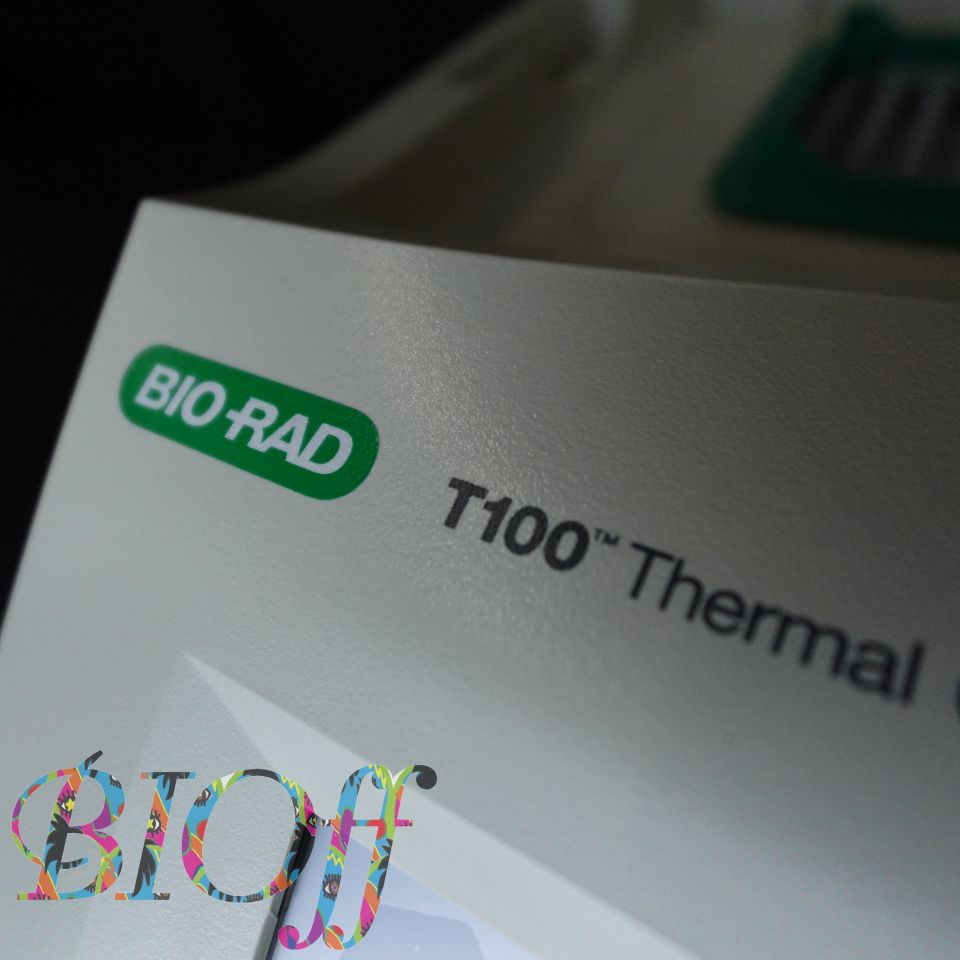 BIO-RAD
T100™ Thermal
BIOff